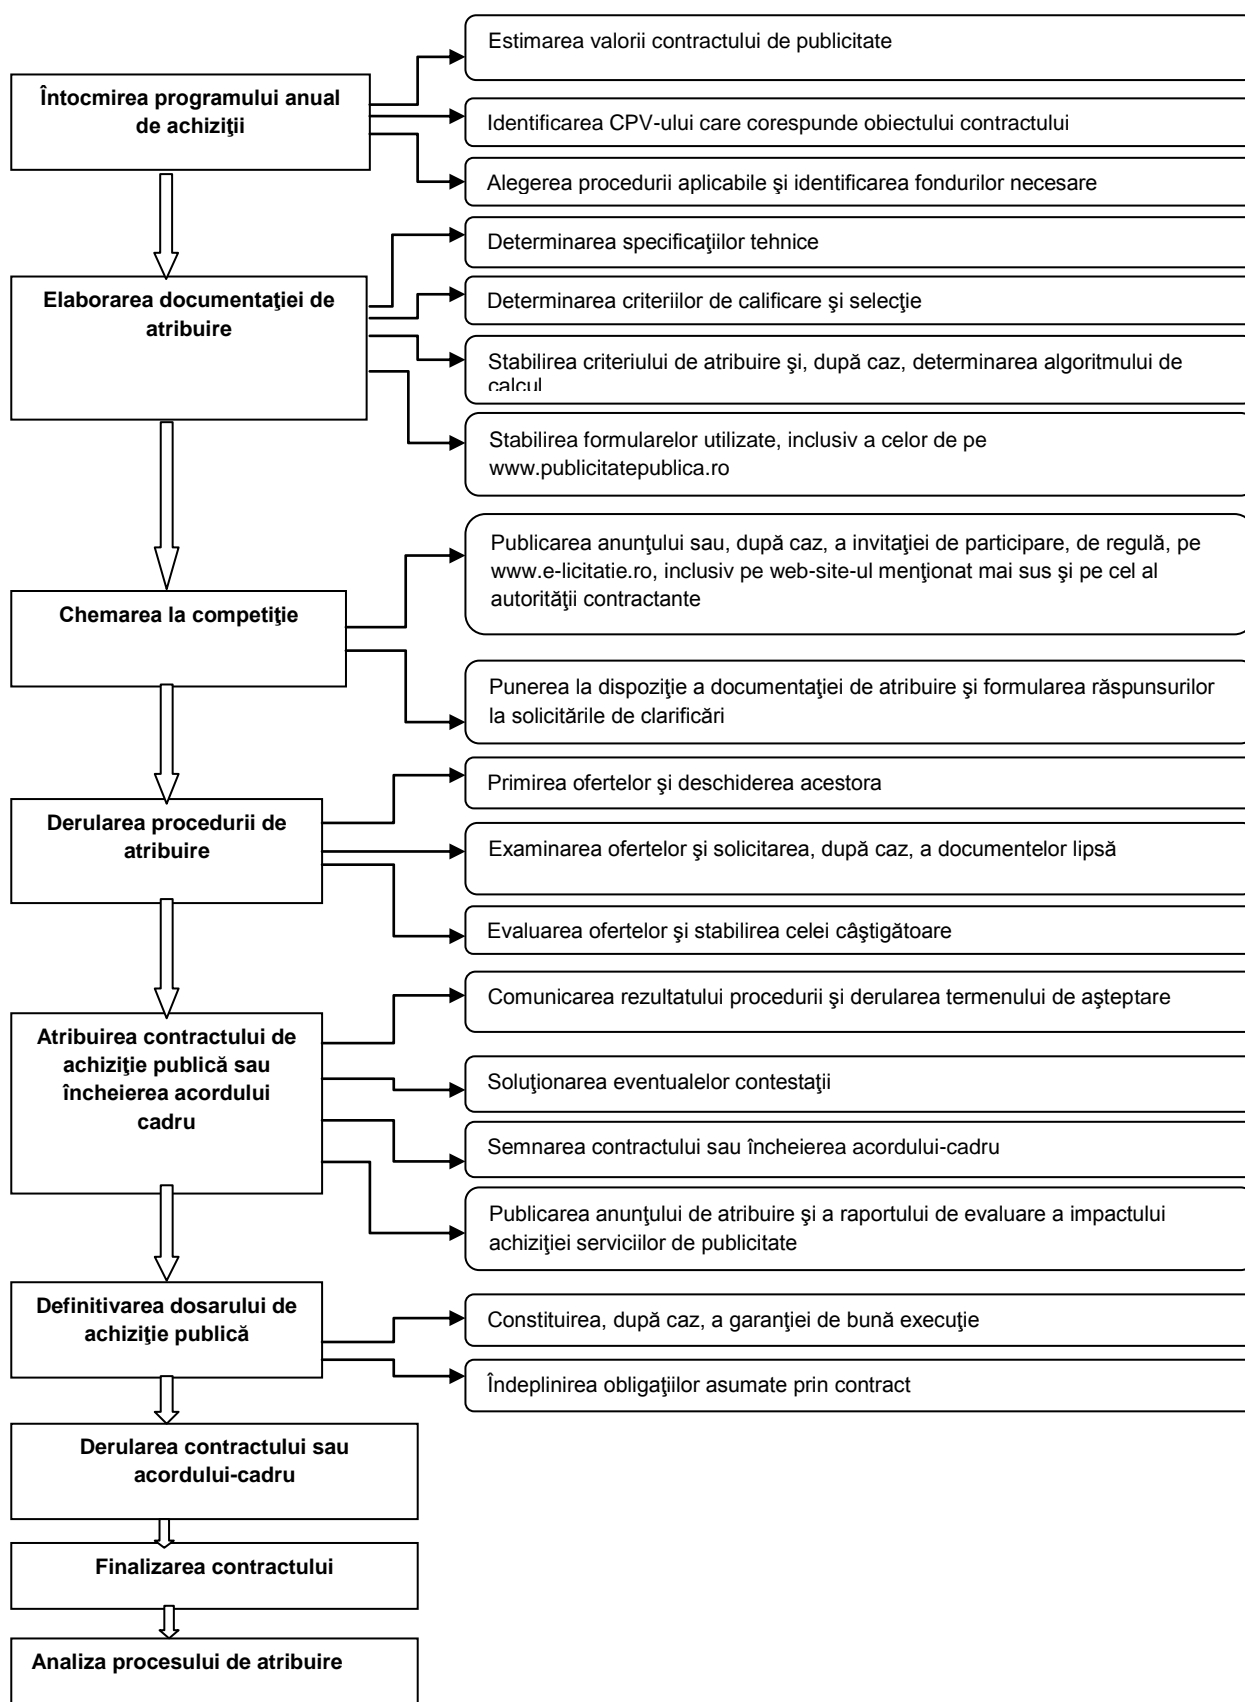 Întocmirea programului anual
de achiziţii
Estimarea valorii contractului de publicitate
Identificarea CPV-ului care corespunde obiectului contractului
Alegerea procedurii aplicabile şi identificarea fondurilor necesare
Elaborarea documentaţiei de
atribuire
Determinarea specificaţiilor tehnice
Determinarea criteriilor de calificare şi selecţie
Stabilirea criteriului de atribuire şi, după caz, determinarea algoritmului de
calcul
Stabilirea formularelor utilizate, inclusiv a celor de pe
www.publicitatepublica.ro
Chemarea la competiţie
Publicarea anunţului sau, după caz, a invitaţiei de participare, de regulă, pe
www.e-licitatie.ro, inclusiv pe web-site-ul menţionat mai sus şi pe cel al
autorităţii contractante
Punerea la dispoziţie a documentaţiei de atribuire şi formularea răspunsurilor
la solicitările de clarificări
Derularea procedurii de
atribuire
Primirea ofertelor şi deschiderea acestora
Examinarea ofertelor şi solicitarea, după caz, a documentelor lipsă
Evaluarea ofertelor şi stabilirea celei câştigătoare
Atribuirea contractului de
achiziţie publică sau
încheierea acordului
cadru
Comunicarea rezultatului procedurii şi derularea termenului de aşteptare
Soluţionarea eventualelor contestaţii
Semnarea contractului sau încheierea acordului-cadru
Publicarea anunţului de atribuire şi a raportului de evaluare a impactului
achiziţiei serviciilor de publicitate
Definitivarea dosarului de
achiziţie publică
Constituirea, după caz, a garanţiei de bună execuţie
Îndeplinirea obligaţiilor asumate prin contract
Derularea contractului sau
acordului-cadru
Finalizarea contractului
Analiza procesului de atribuire